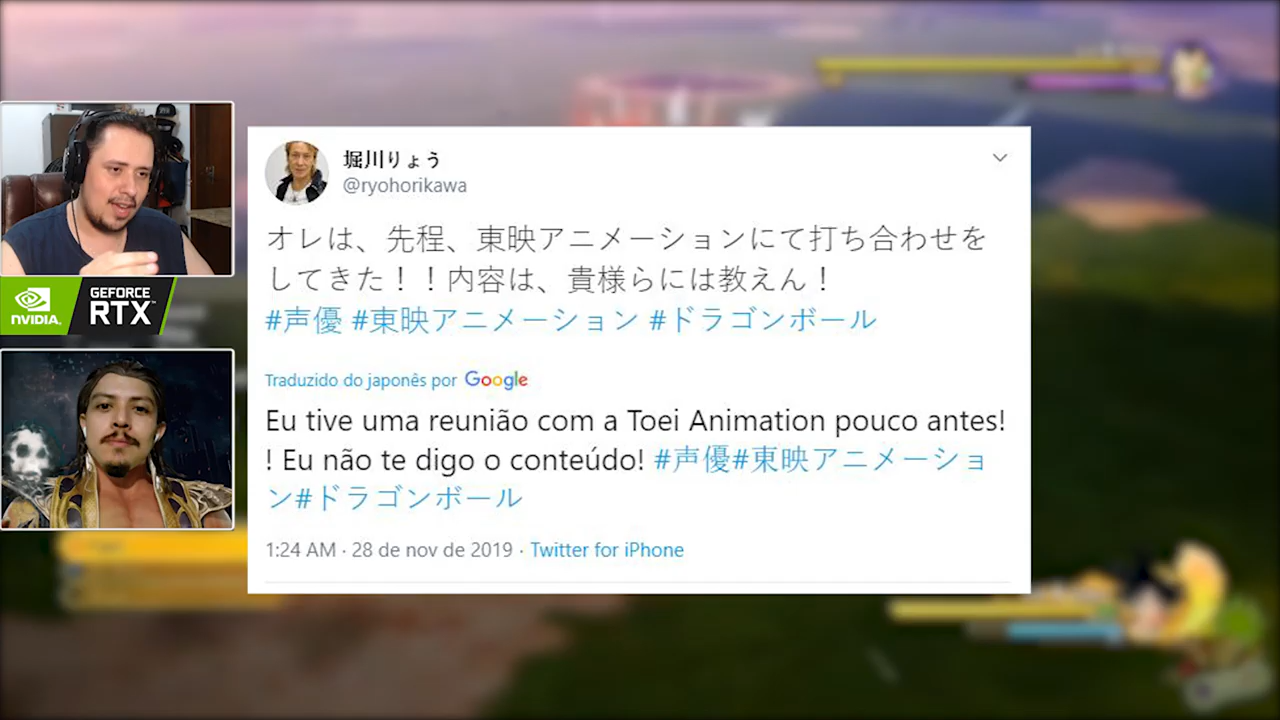 堀川りょう
@ryohorikawa
オレは、先程、東映アニメーションにて打ち合わせを
してきた！！内容は、貴様らには教えん！
#声優 #東映アニメーション #ドラゴンボール
Traduzido do japonês por Google
Eu tive uma reunião com a Toei Animation pouco antes!
! Eu não te digo o conteúdo! #声優#東映アニメーショ
ン#ドラゴンボール
1:24 AM · 28 de nov de 2019 · Twitter for iPhone
NVIDIA.
GEFORCE
RTX™